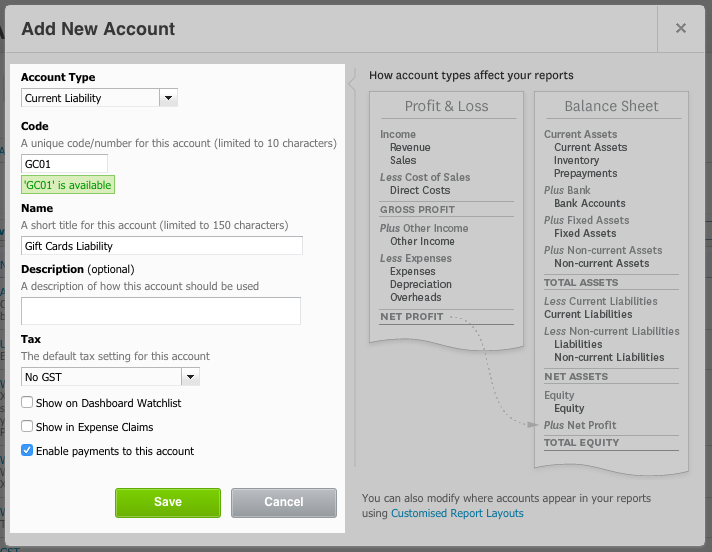 Add New Account
×
Account Type
Current Liability
Code
A unique code/number for this account (limited to 10 characters)
GC01
'GC01' is available
Name
A short title for this account (limited to 150 characters)
Gift Cards Liability
Description (optional)
A description of how this account should be used
Tax
The default tax setting for this account
No GST
Show on Dashboard Watchlist
Show in Expense Claims
Enable payments to this account
Save
Cancel
How account types affect your reports
Profit & Loss
Income
Revenue
Sales
Less Cost of Sales
Direct Costs
GROSS PROFIT
Plus Other Income
Other Income
Less Expenses
Expenses
Depreciation
Overheads
NET PROFIT
Balance Sheet
Current Assets
Current Assets
Inventory
Prepayments
Plus Bank
Bank Accounts
Plus Fixed Assets
Fixed Assets
Plus Non-current Assets
Non-current Assets
TOTAL ASSETS
Less Current Liabilities
Current Liabilities
Less Non-current Liabilities
Liabilities
Non-current Liabilities
NET ASSETS
Equity
Equity
Plus Net Profit
TOTAL EQUITY
You can also modify where accounts appear in your reports
using Customised Report Layouts